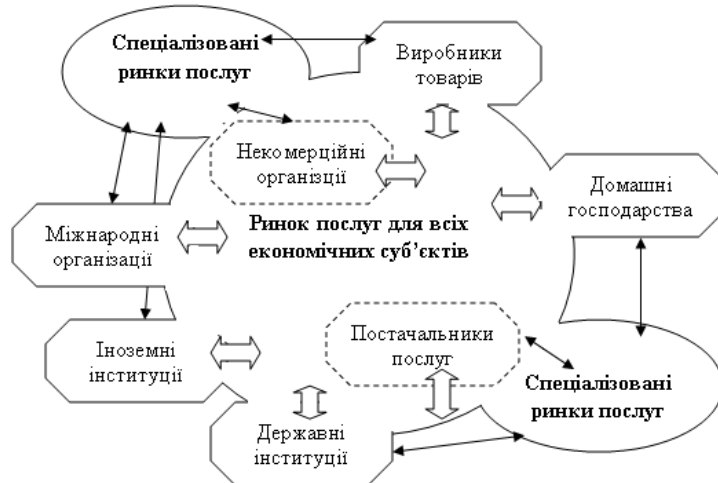 Спеціалізовані
ринки послуг
Виробники
товарів
Некомерційні
органіції
Домашні
господарства
Міжнародні
організації
Ринок послуг для всіх
економічних суб’єктів
Іноземні
інституції
Постачальники
послуг
Спеціалізовані
ринки послуг
Державні
інституції